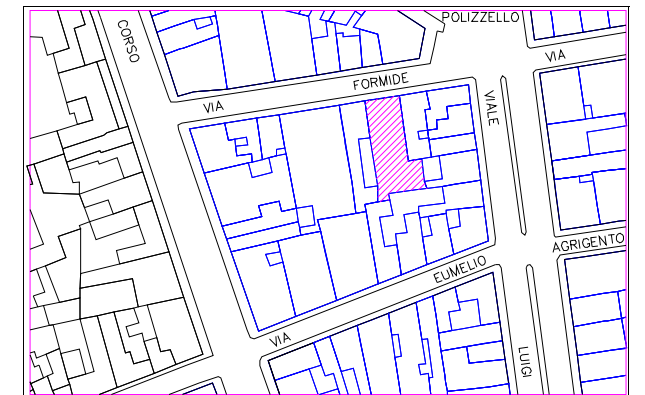 POLIZZELLO
CORSO
VIA
FORMIDE
VIA
VIALE
AGRIGENTO
EUMELIO
VIA
LUIGI